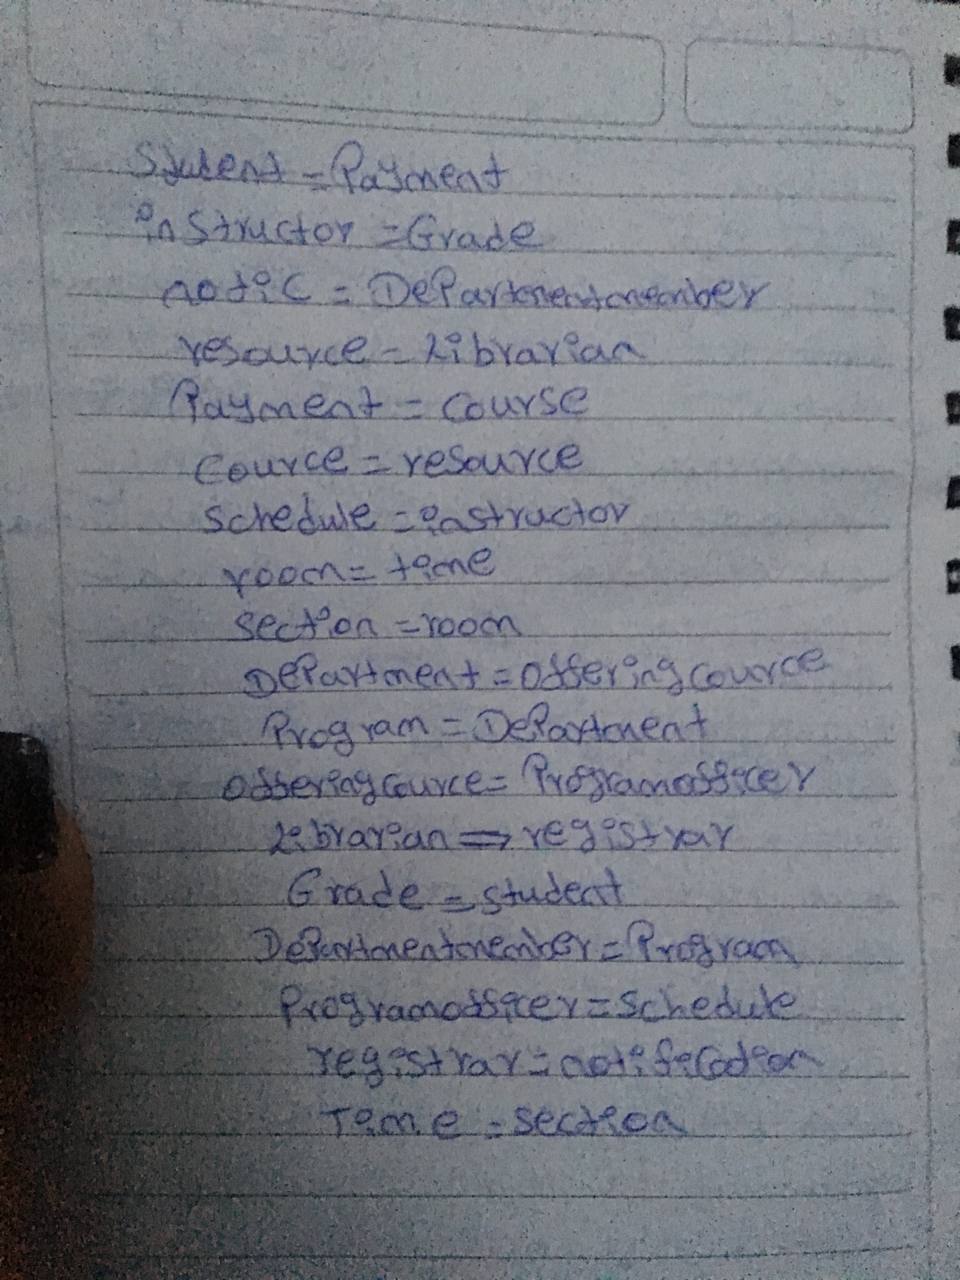 Student = Payment
instructor = Grade
notic = Departementmember
resource = Librarian
Payment = course
Cource = resource
schedule = instructor
room = time
section = room
Department = offeringcource
Program = Department
offeringcource = Programofficer
Librarian => registrar
Grade = student
Departmentmember = Program
Programofficer = schedule
registrar = notification
Time = section